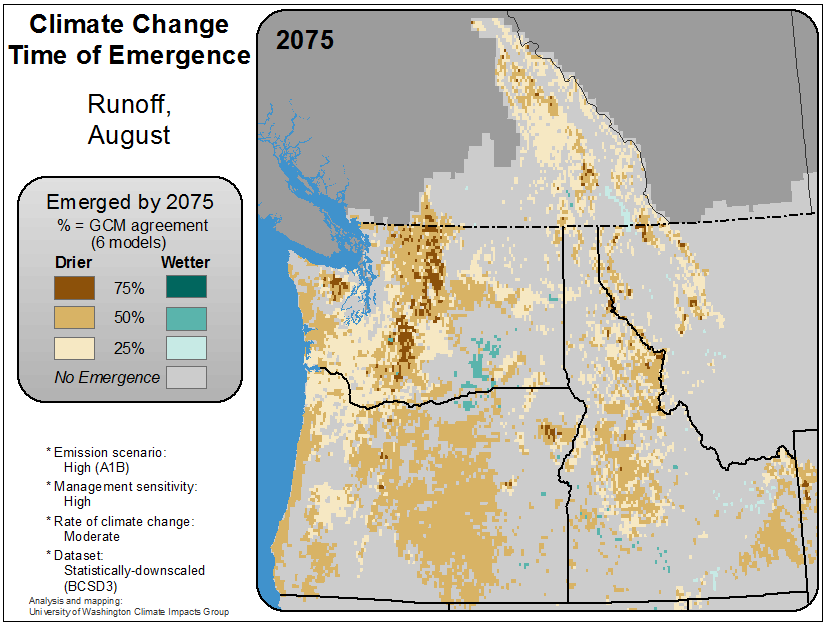 Climate Change
Time of Emergence
Runoff,
August
2075
Emerged by 2075
% = GCM agreement
(6 models)
Drier Wetter
75%
50%
25%
No Emergence
* Emission scenario:
High (A1B)
* Management sensitivity:
High
* Rate of climate change:
Moderate
* Dataset:
Statistically-downscaled
(BCSD3)
Analysis and mapping:
University of Washington Climate Impacts Group